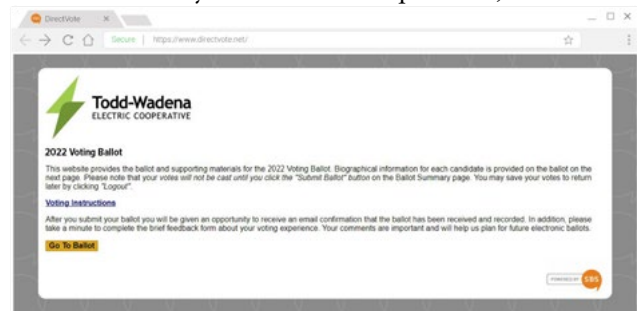 DirectVote
Secure | https://www.directvote.net/
Todd-Wadena
ELECTRIC COOPERATIVE
2022 Voting Ballot
This website provides the ballot and supporting materials for the 2022 Voting Ballot. Biographical information for each candidate is provided on the ballot on the
next page. Please note that your votes will not be cast until you click the "Submit Ballot" button on the Ballot Summary page. You may save your votes to return
later by clicking "Logout".
Voting Instructions
After you submit your ballot you will be given an opportunity to receive an email confirmation that the ballot has been received and recorded. In addition, please
take a minute to complete the brief feedback form about your voting experience. Your comments are important and will help us plan for future electronic ballots.
Go To Ballot
POWERED BY SBS